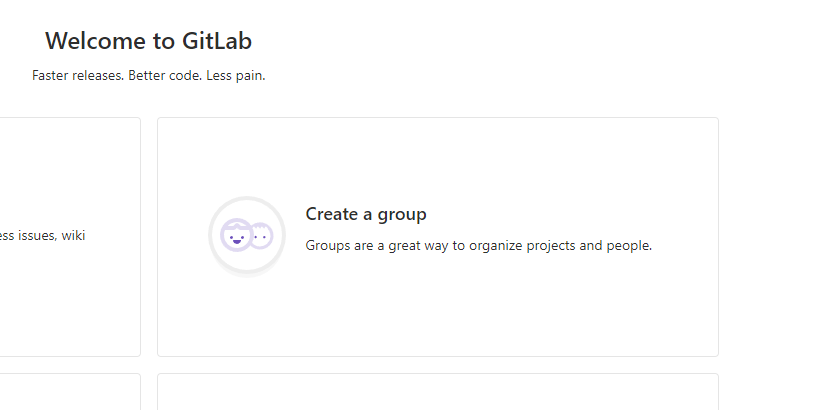 Welcome to GitLab
Faster releases. Better code. Less pain.
Create a group
issues, wiki
Groups are a great way to organize projects and people.